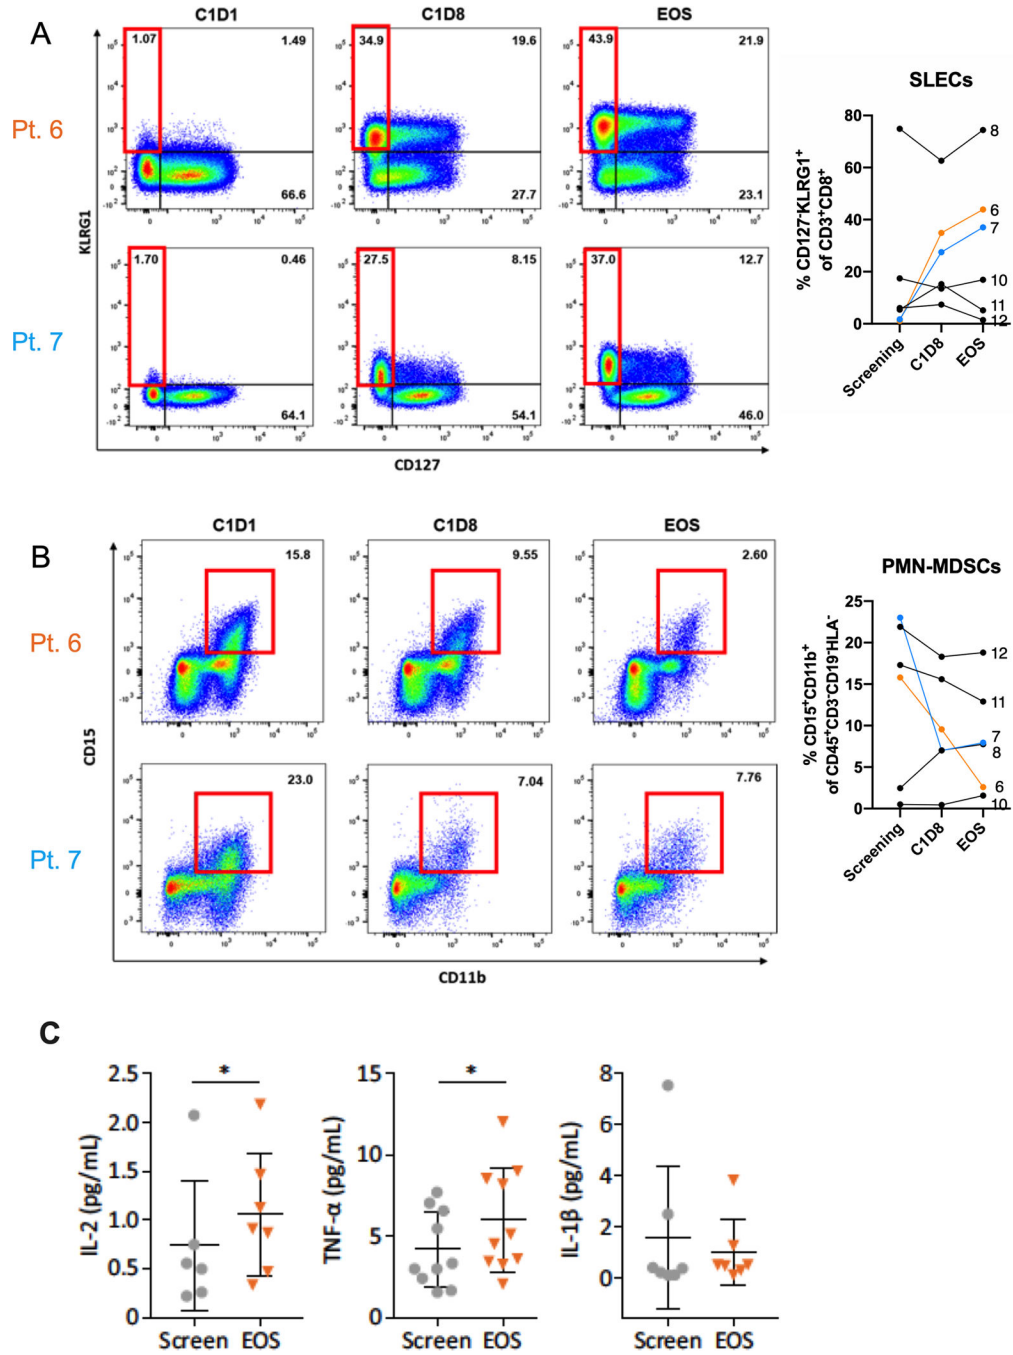 A
C1D1
C1D8
EOS
Pt. 6
1.07
1.49
66.6
34.9
19.6
27.7
43.9
21.9
23.1
KLRG1
Pt. 7
1.70
0.46
64.1
27.5
8.15
54.1
37.0
12.7
46.0
CD127
SLECs
% CD127⁻KLRG1⁺
of CD3⁺CD8⁺
80
60
40
20
0
8
6
7
10
11
12
Screening
C1D8
EOS
B
C1D1
C1D8
EOS
Pt. 6
15.8
9.55
2.60
CD15
Pt. 7
23.0
7.04
7.76
CD11b
PMN-MDSCs
% CD15⁺CD11b⁺
of CD45⁺CD3⁻CD19⁻HLA⁻
25
20
15
10
5
0
12
11
7
8
6
10
Screening
C1D8
EOS
C
IL-2 (pg/mL)
2.5
2.0
1.5
1.0
0.5
0
*
Screen EOS
TNF-α (pg/mL)
15
10
5
0
*
Screen EOS
IL-1β (pg/mL)
8
6
4
2
0
Screen EOS